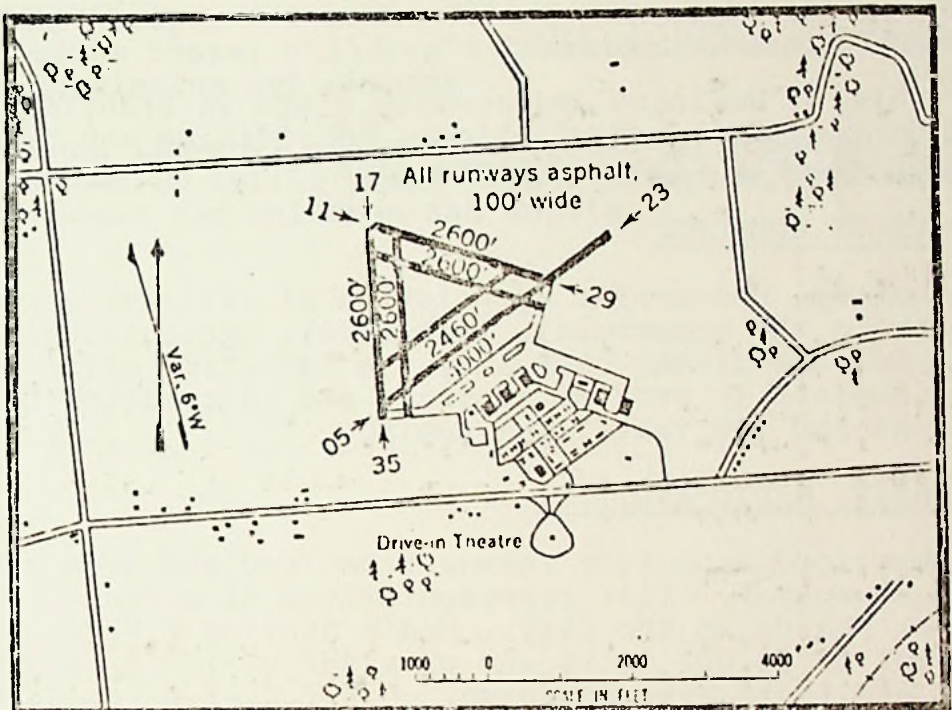 17 All runways asphalt,
100' wide
11
23
2600'
2600'
29
2600'
2600'
2460'
3000'
Var. 6°W
05
35
Drive-in Theatre
1000 0 2000 4000
SCALE IN FEET